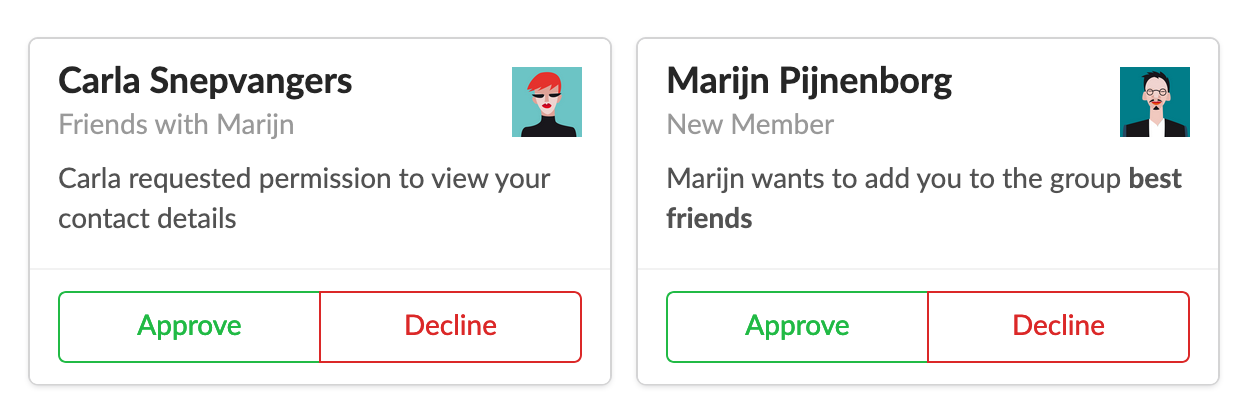 Carla Snepvangers
Friends with Marijn
Carla requested permission to view your
contact details
Approve
Decline
Marijn Pijnenborg
New Member
Marijn wants to add you to the group best
friends
Approve
Decline